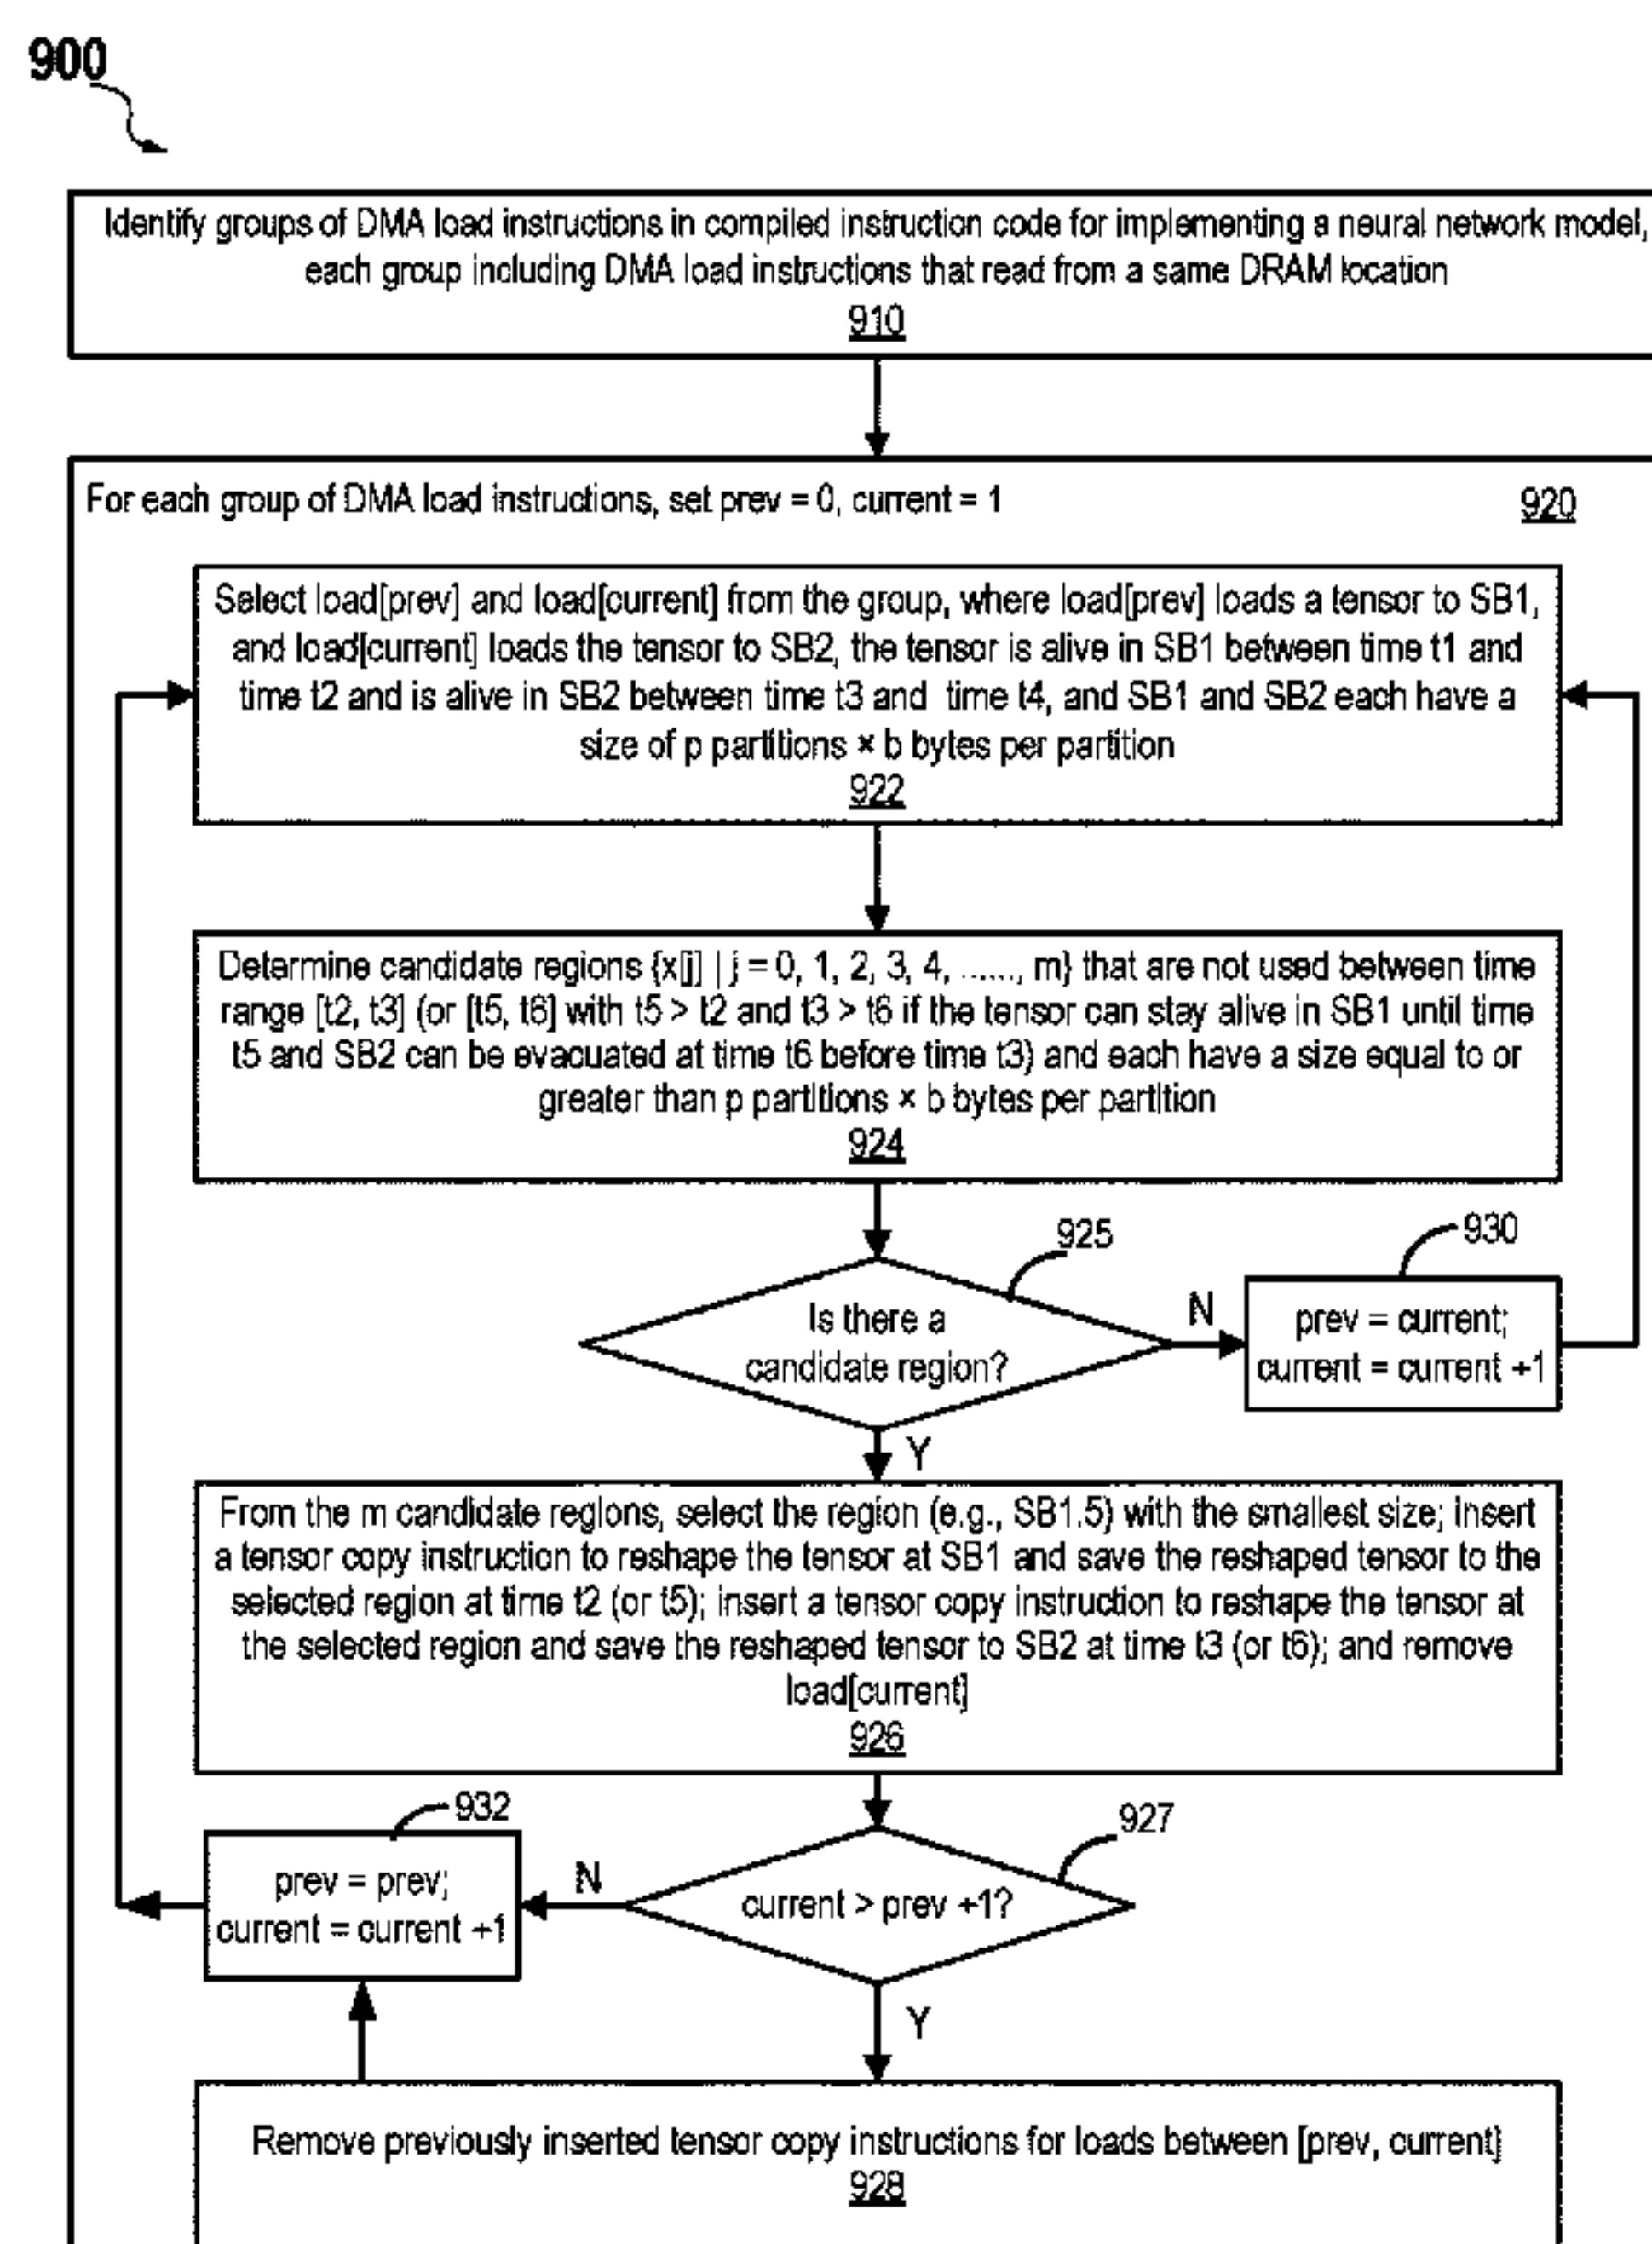 900
Identify groups of DMA load instructions in compiled instruction code for implementing a neural network model,
each group including DMA load instructions that read from a same DRAM location
910
For each group of DMA load instructions, set prev = 0, current = 1
920
Select load[prev] and load[current] from the group, where load[prev] loads a tensor to SB1,
and load[current] loads the tensor to SB2, the tensor is alive in SB1 between time t1 and
time t2 and is alive in SB2 between time t3 and time t4, and SB1 and SB2 each have a
size of p partitions × b bytes per partition
922
Determine candidate regions {x[j] | j = 0, 1, 2, 3, 4, ......, m} that are not used between time
range [t2, t3] (or [t5, t6] with t5 > t2 and t3 > t6 if the tensor can stay alive in SB1 until time
t5 and SB2 can be evacuated at time t6 before time t3) and each have a size equal to or
greater than p partitions × b bytes per partition
924
925
930
Is there a
candidate region?
N
prev = current;
current = current +1
Y
From the m candidate regions, select the region (e.g., SB1.5) with the smallest size; insert
a tensor copy instruction to reshape the tensor at SB1 and save the reshaped tensor to the
selected region at time t2 (or t5); insert a tensor copy instruction to reshape the tensor at
the selected region and save the reshaped tensor to SB2 at time t3 (or t6); and remove
load[current]
926
932
927
prev = prev;
current = current +1
N
current > prev +1?
Y
Remove previously inserted tensor copy instructions for loads between [prev, current]
928